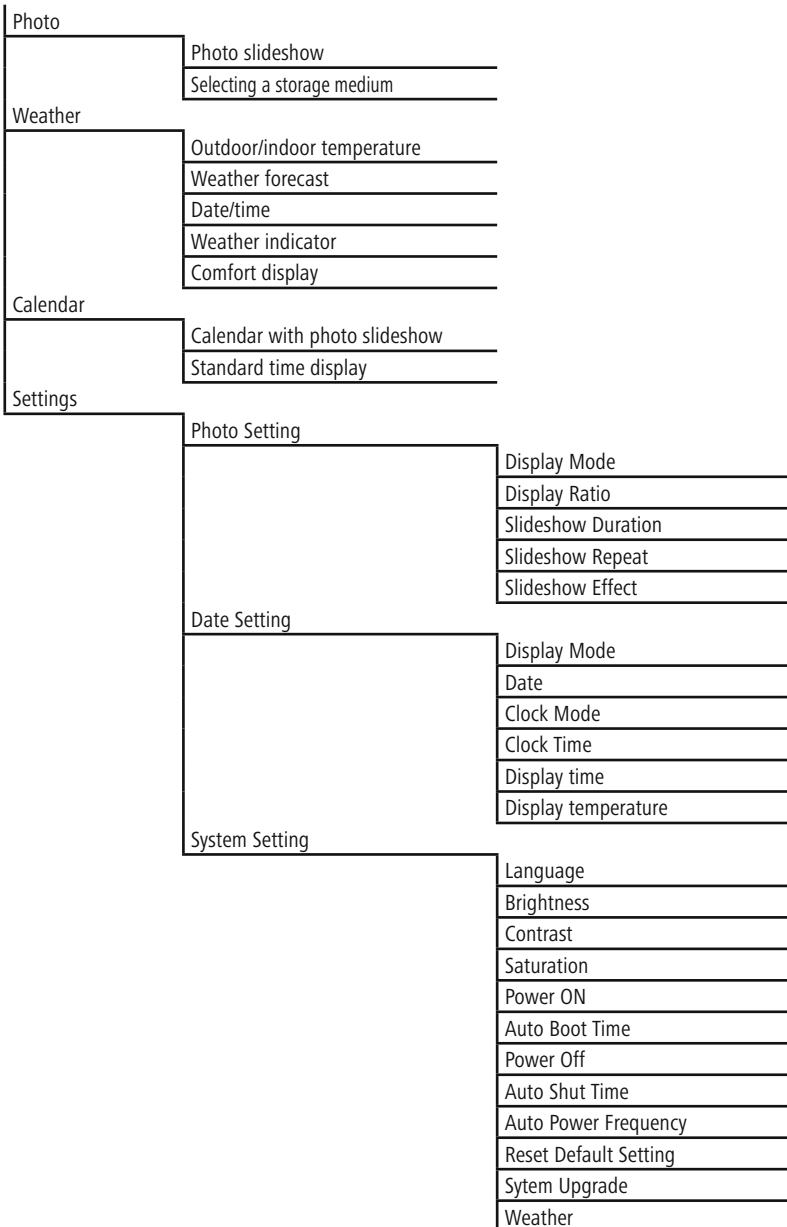 Photo
Photo slideshow
Selecting a storage medium
Weather
Outdoor/indoor temperature
Weather forecast
Date/time
Weather indicator
Comfort display
Calendar
Calendar with photo slideshow
Standard time display
Settings
Photo Setting
Display Mode
Display Ratio
Slideshow Duration
Slideshow Repeat
Slideshow Effect
Date Setting
Display Mode
Date
Clock Mode
Clock Time
Display time
Display temperature
System Setting
Language
Brightness
Contrast
Saturation
Power ON
Auto Boot Time
Power Off
Auto Shut Time
Auto Power Frequency
Reset Default Setting
Sytem Upgrade
Weather